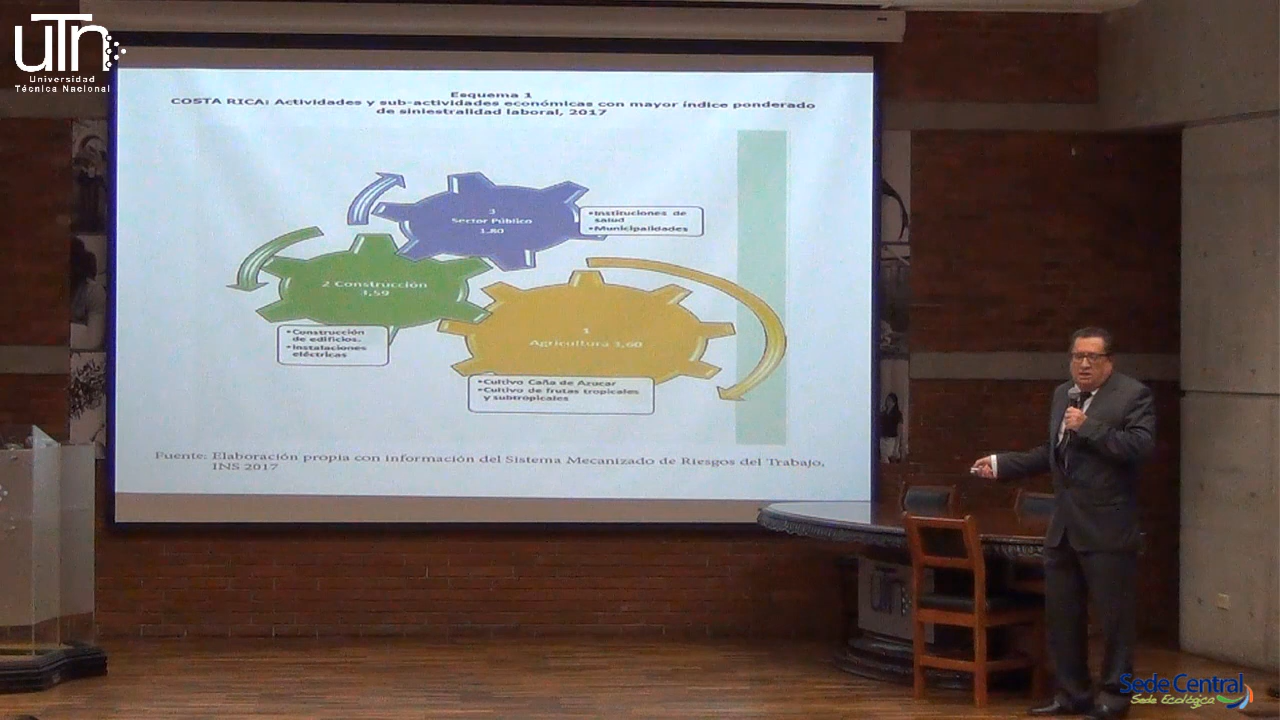 UTn
Universidad
Técnica Nacional
Esquema 1
COSTA RICA: Actividades y sub-actividades económicas con mayor índice ponderado
de siniestralidad laboral, 2017
3
Sector Público
1.80
•Instituciones de
salud
•Municipalidades
2 Construcción
3,59
•Construcción
de edificios.
•Instalaciones
eléctricas
1
Agricultura 3,60
•Cultivo Caña de Azucar
•Cultivo de frutas tropicales
y subtropicales
Fuente: Elaboración propia con información del Sistema Mecanizado de Riesgos del Trabajo,
INS 2017
Sede Central
Sede Ecológica